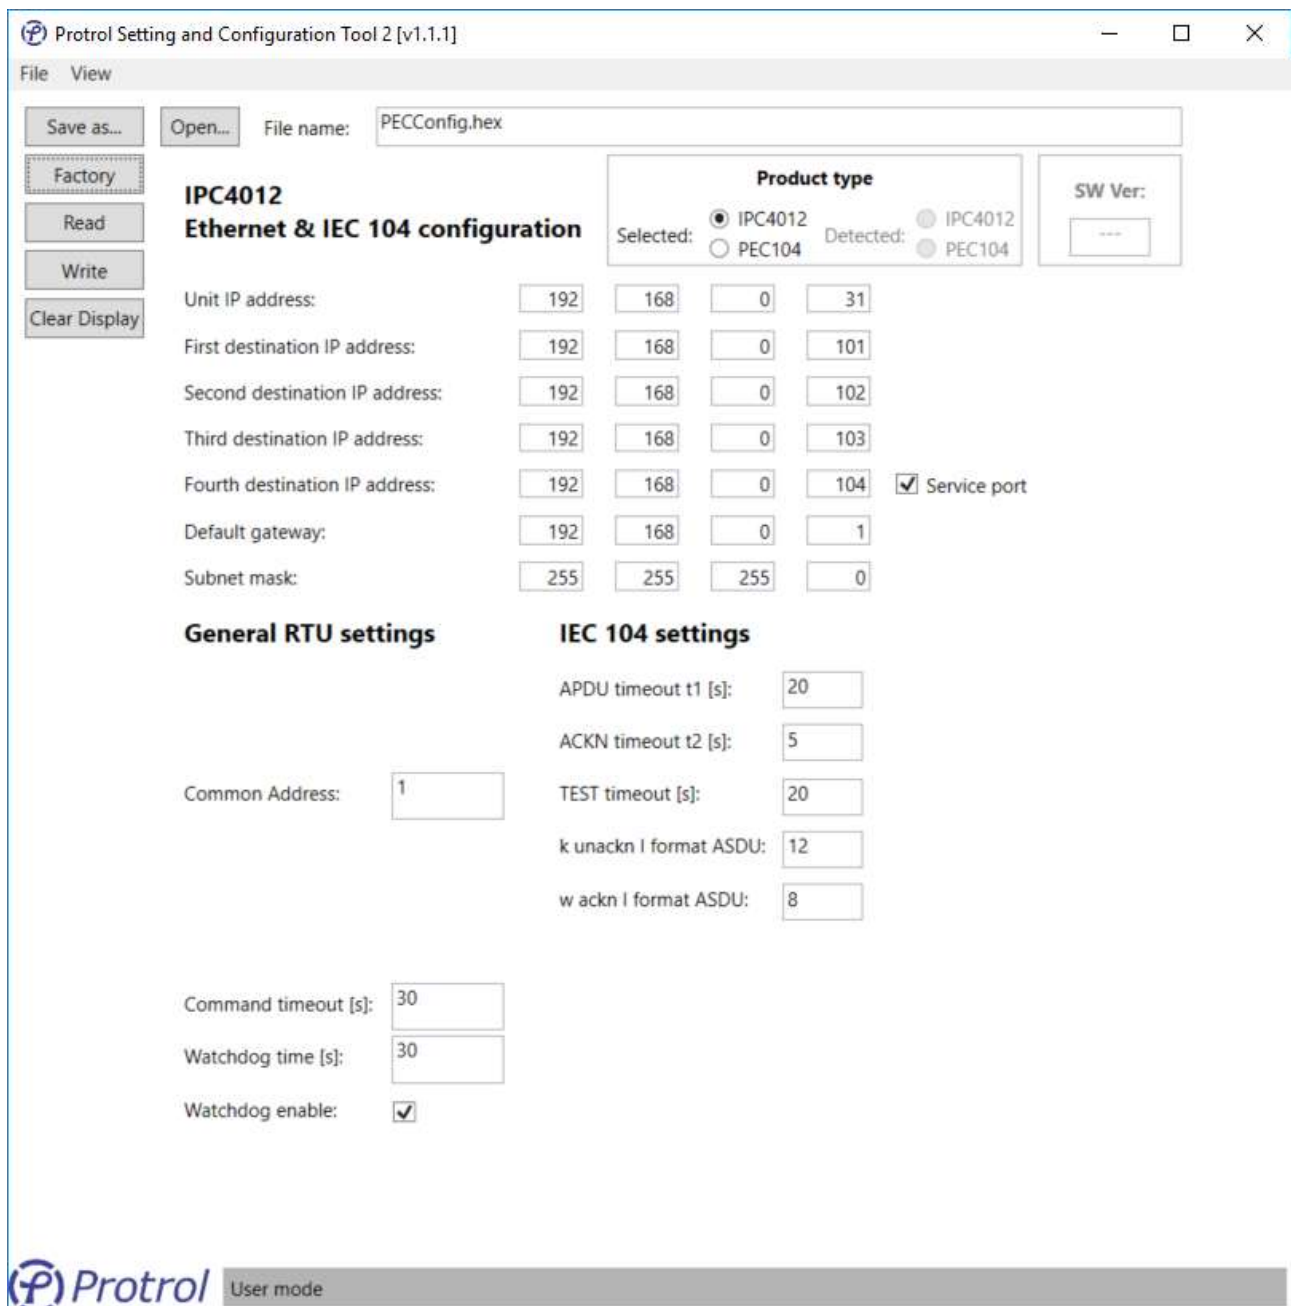 Protrol Setting and Configuration Tool 2 [v1.1.1]
File View
Save as... Open... File name: PECConfig.hex
Factory
Read
Write
Clear Display
IPC4012
Ethernet & IEC 104 configuration
Product type
Selected: IPC4012 Detected: IPC4012
PEC104 PEC104
SW Ver:
---
Unit IP address: 192 168 0 31
First destination IP address: 192 168 0 101
Second destination IP address: 192 168 0 102
Third destination IP address: 192 168 0 103
Fourth destination IP address: 192 168 0 104 Service port
Default gateway: 192 168 0 1
Subnet mask: 255 255 255 0
General RTU settings
Common Address: 1
Command timeout [s]: 30
Watchdog time [s]: 30
Watchdog enable:
IEC 104 settings
APDU timeout t1 [s]: 20
ACKN timeout t2 [s]: 5
TEST timeout [s]: 20
k unackn I format ASDU: 12
w ackn I format ASDU: 8
Protrol User mode